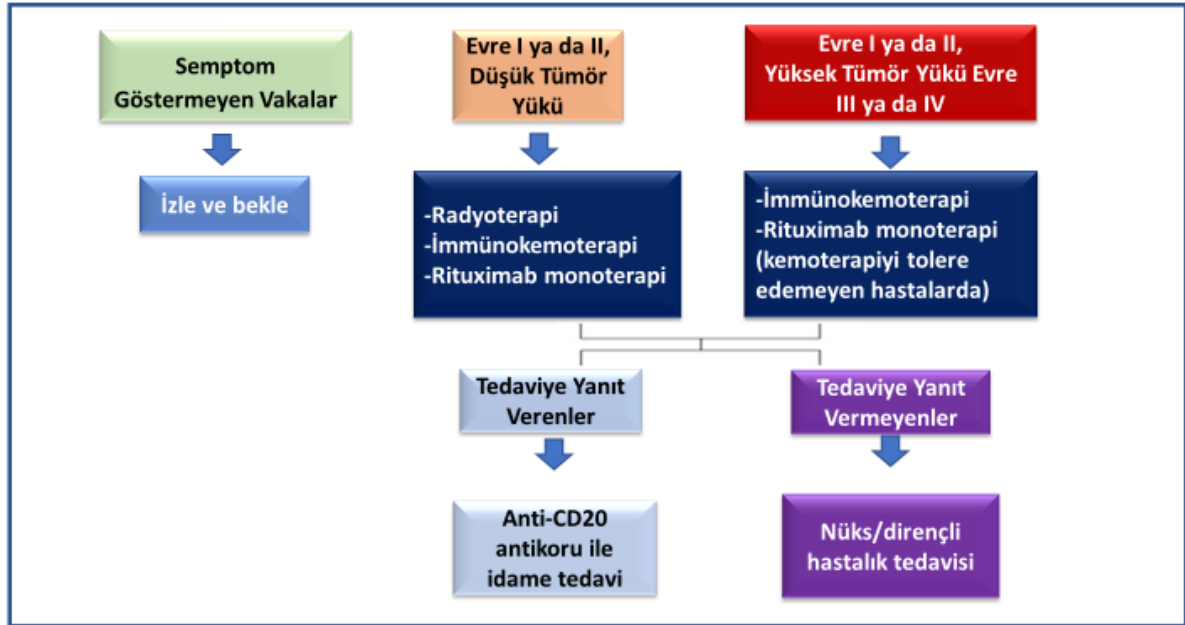 Semptom
Göstermeyen Vakalar
Evre I ya da II,
Düşük Tümör
Yükü
Evre I ya da II,
Yüksek Tümör Yükü Evre
III ya da IV
İzle ve bekle
-Radyoterapi
-İmmünokemoterapi
-Rituximab monoterapi
-İmmünokemoterapi
-Rituximab monoterapi
(kemoterapiyi tolere
edemeyen hastalarda)
Tedaviye Yanıt
Verenler
Tedaviye Yanıt
Vermeyenler
Anti-CD20
antikoru ile
idame tedavi
Nüks/dirençli
hastalık tedavisi